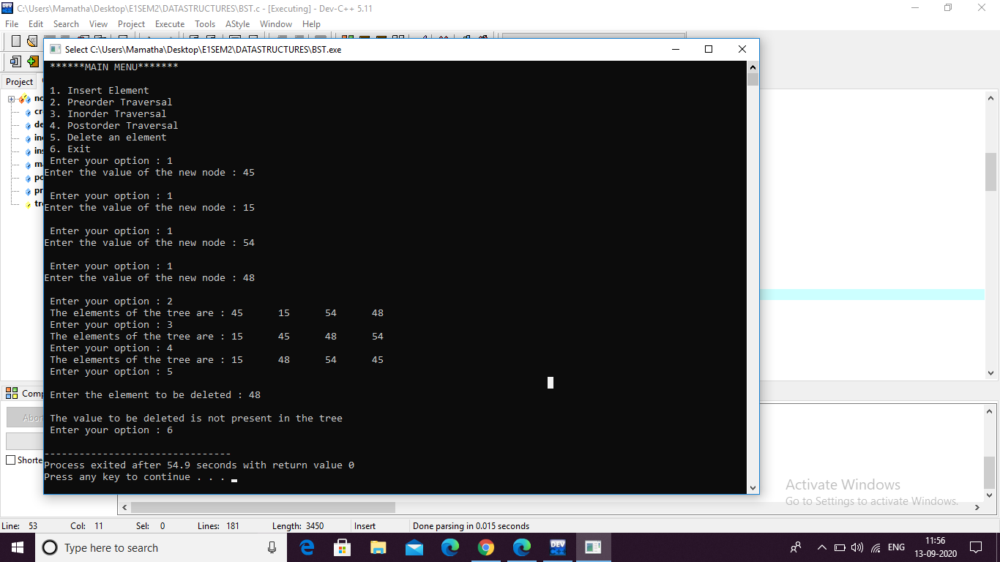 C:\Users\Mamatha\Desktop\E1SEM2\DATASTRUCTURES\BST.c - [Executing] - Dev-C++ 5.11
File Edit Search View Project Execute Tools AStyle Window Help
Select C:\Users\Mamatha\Desktop\E1SEM2\DATASTRUCTURES\BST.exe
Project
no
cr
de
ino
ins
m
po
pr
tre
******MAIN MENU*******
1. Insert Element
2. Preorder Traversal
3. Inorder Traversal
4. Postorder Traversal
5. Delete an element
6. Exit
Enter your option : 1
Enter the value of the new node : 45
Enter your option : 1
Enter the value of the new node : 15
Enter your option : 1
Enter the value of the new node : 54
Enter your option : 1
Enter the value of the new node : 48
Enter your option : 2
The elements of the tree are : 45 15 54 48
Enter your option : 3
The elements of the tree are : 15 45 48 54
Enter your option : 4
The elements of the tree are : 15 48 54 45
Enter your option : 5
Enter the element to be deleted : 48
The value to be deleted is not present in the tree
Enter your option : 6
--------------------------------
Process exited after 54.9 seconds with return value 0
Press any key to continue . . .
Comp
Abor
Shorte
Activate Windows
Go to Settings to activate Windows.
Line: 53 Col: 11 Sel: 0 Lines: 181 Length: 3450 Insert Done parsing in 0.015 seconds
Type here to search
DEV
ENG
11:56
13-09-2020